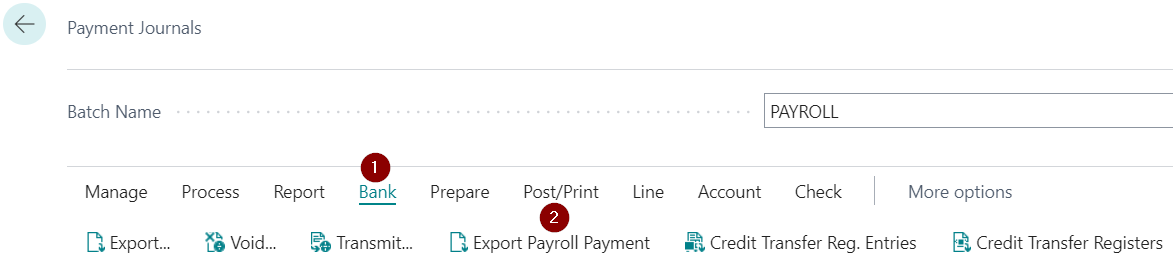 Payment Journals
Batch Name PAYROLL
1
Manage Process Report Bank Prepare Post/Print Line Account Check More options
2
Export... Void... Transmit... Export Payroll Payment Credit Transfer Reg. Entries Credit Transfer Registers